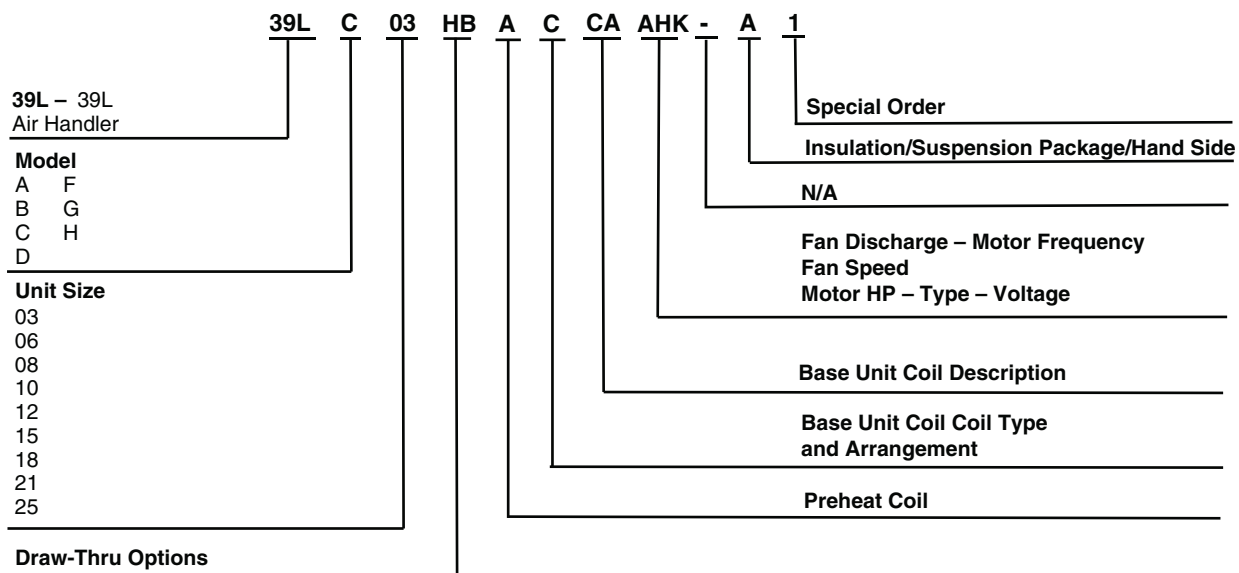 39L C 03 HB A C CA AHK - A 1
39L – 39L
Air Handler
Model
A F
B G
C H
D
Unit Size
03
06
08
10
12
15
18
21
25
Draw-Thru Options
Special Order
Insulation/Suspension Package/Hand Side
N/A
Fan Discharge – Motor Frequency
Fan Speed
Motor HP – Type – Voltage
Base Unit Coil Description
Base Unit Coil Coil Type
and Arrangement
Preheat Coil